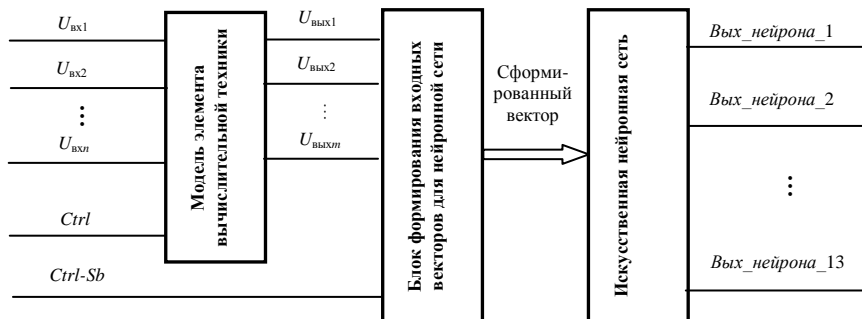 Uвх1
Uвх2
⋮
Uвхn
Ctrl
Ctrl-Sb
Модель элемента
вычислительной техники
Uвых1
Uвых2
⋮
Uвыхm
Блок формирования входных
векторов для нейронной сети
Сформи-
рованный
вектор
Искусственная нейронная сеть
Вых_нейрона_1
Вых_нейрона_2
⋮
Вых_нейрона_13